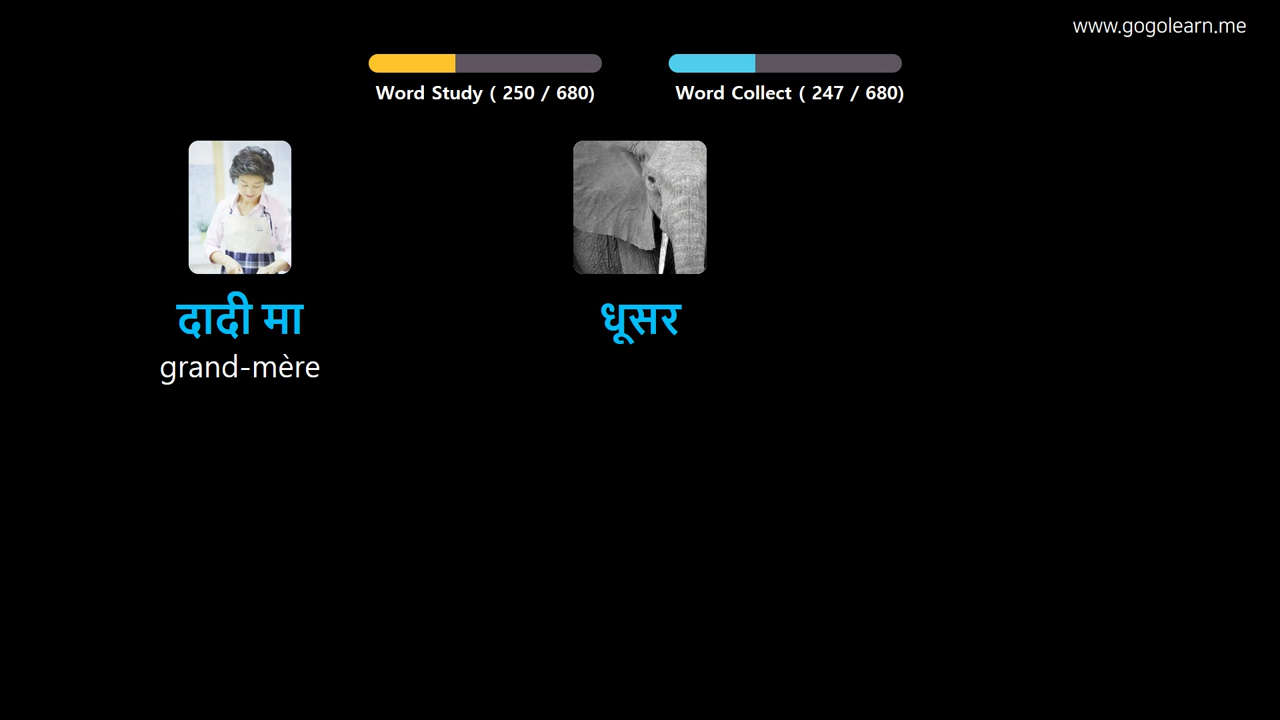 www.gogolearn.me
Word Study ( 250 / 680)
Word Collect ( 247 / 680)
दादी मा
grand-mère
धूसर